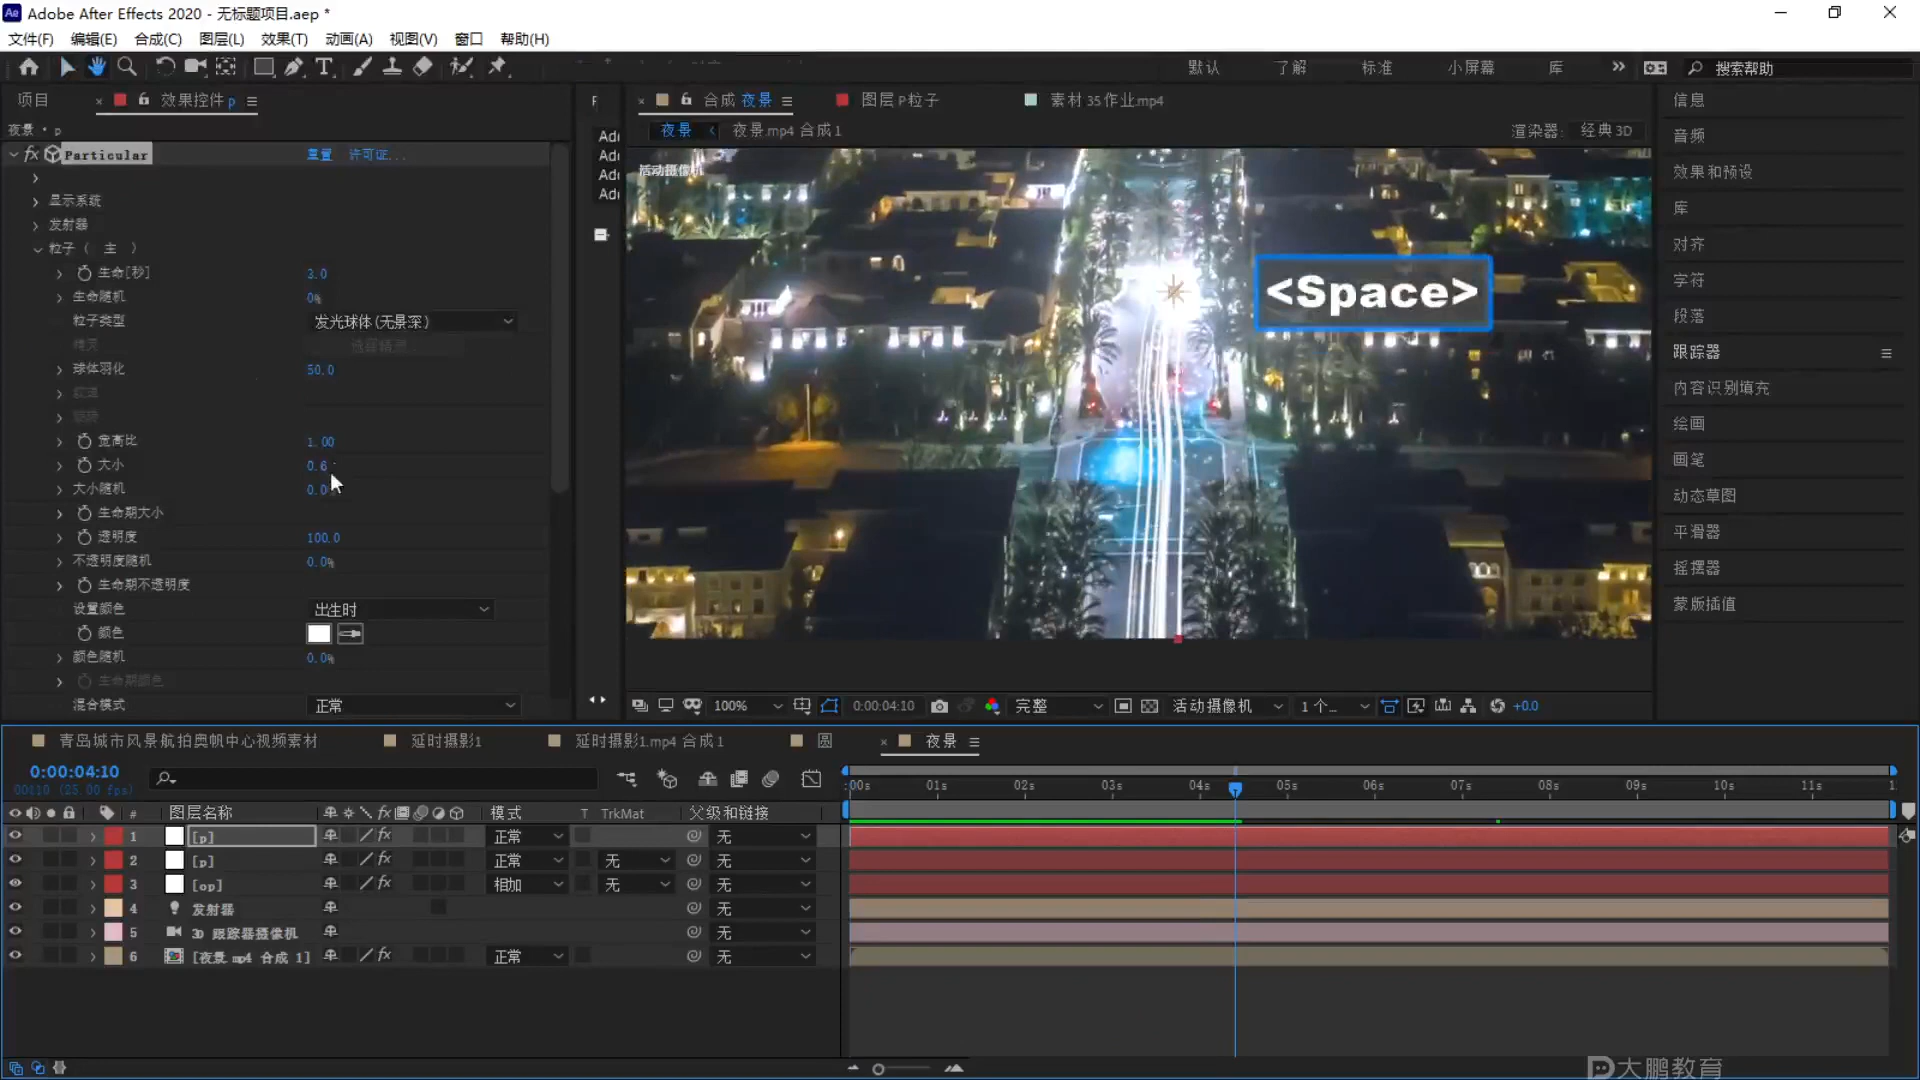 Adobe After Effects 2020 - 无标题项目.aep *
文件(F) 编辑(E) 合成(C) 图层(L) 效果(T) 动画(A) 视图(V) 窗口 帮助(H)
默认 了解 标准 小屏幕 库 搜索帮助
项目 效果控件 p
合成 夜景 图层 P粒子 素材 35作业.mp4
信息
夜景 • p
夜景 夜景.mp4 合成1 渲染器: 经典 3D
音频
fx Particular 重置 许可证...
活动摄像机
效果和预设
显示系统
库
发射器
对齐
粒子( 主 )
字符
生命[秒] 3.0
生命随机 0%
<Space>
段落
粒子类型 发光球体(无景深)
跟踪器
球体羽化 50.0
内容识别填充
绘画
宽高比 1.00
画笔
大小 0.6
大小随机 0.0
动态草图
生命期大小
透明度 100.0
平滑器
不透明度随机 0.0%
摇摆器
生命期不透明度
蒙版插值
设置颜色 出生时
颜色
颜色随机 0.0%
生命期颜色
混合模式 正常
100% 0:00:04:10 完整 活动摄像机 1个... +0.0
青岛城市风景航拍奥帆中心视频素材 延时摄影1 延时摄影1.mp4 合成1 圆 夜景
0:00:04:10
00110 (25.00 fps)
:00s 01s 02s 03s 04s 05s 06s 07s 08s 09s 10s 11s
# 图层名称 fx 模式 T TrkMat 父级和链接
1 [p] fx 正常 无
2 [p] fx 正常 无 无
3 [op] fx 相加 无 无
4 发射器 无
5 3D 跟踪器摄像机 无
6 [夜景.mp4 合成 1] fx 正常 无
大鹏教育